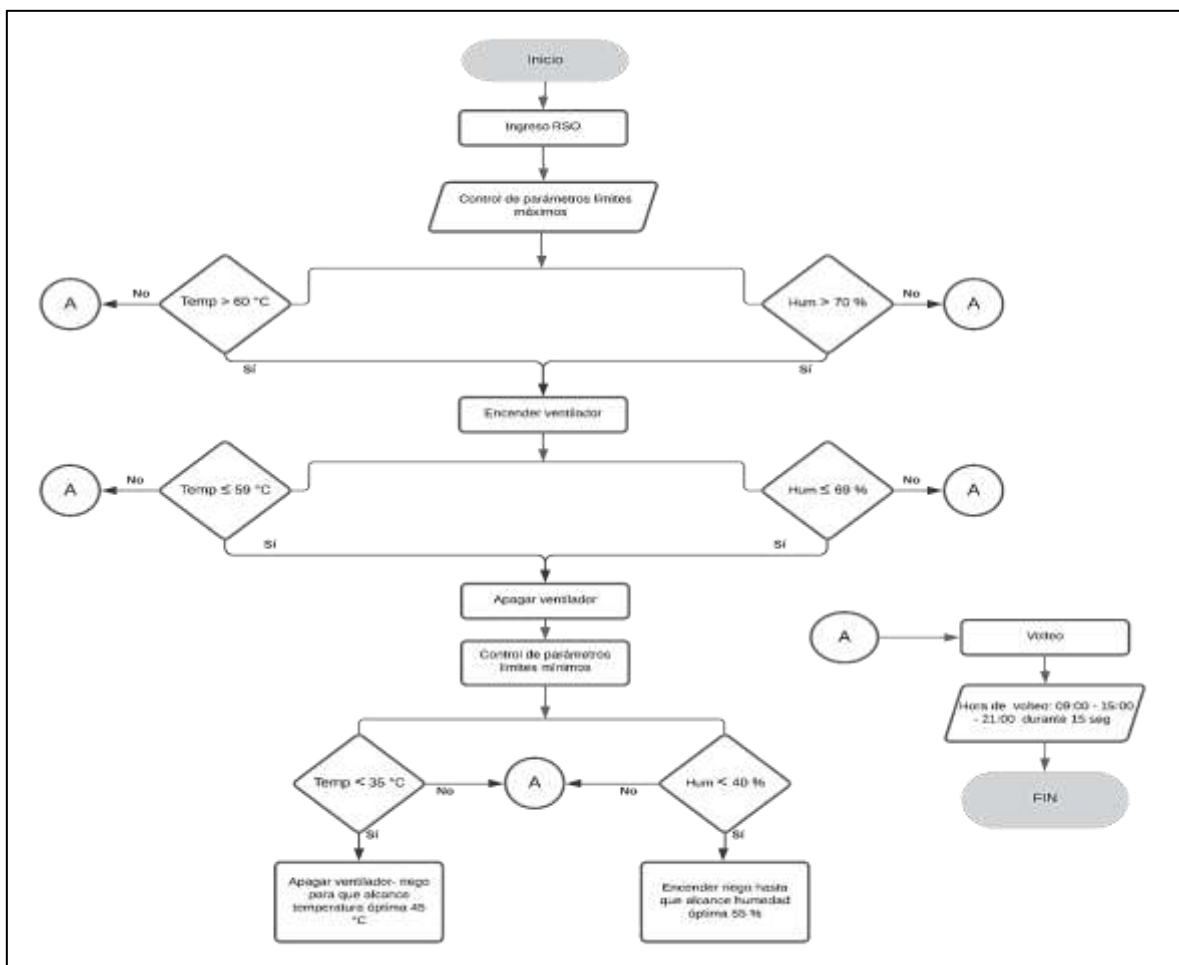 Inicio
Ingreso RSO
Control de parámetros límites
máximos
A
No
Temp > 60 °C
Hum > 70 %
No
A
Sí
Sí
Encender ventilador
A
No
Temp ≤ 59 °C
Hum ≤ 69 %
No
A
Sí
Sí
Apagar ventilador
Control de parámetros
límites mínimos
A
Volteo
Hora de volteo: 09:00 - 15:00
- 21:00 durante 15 seg
FIN
Temp < 35 °C
No
A
No
Hum < 40 %
Sí
Sí
Apagar ventilador- riego
para que alcance
temperatura óptima 45
°C
Encender riego hasta
que alcance humedad
óptima 55 %